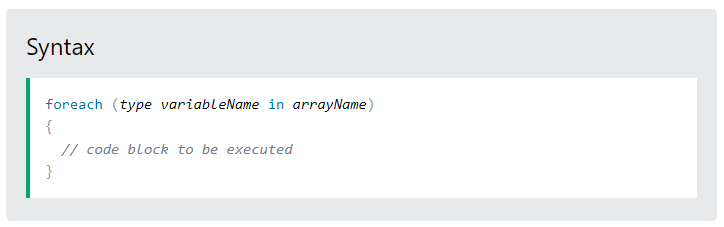 Syntax
foreach (type variableName in arrayName)
{
  // code block to be executed
}